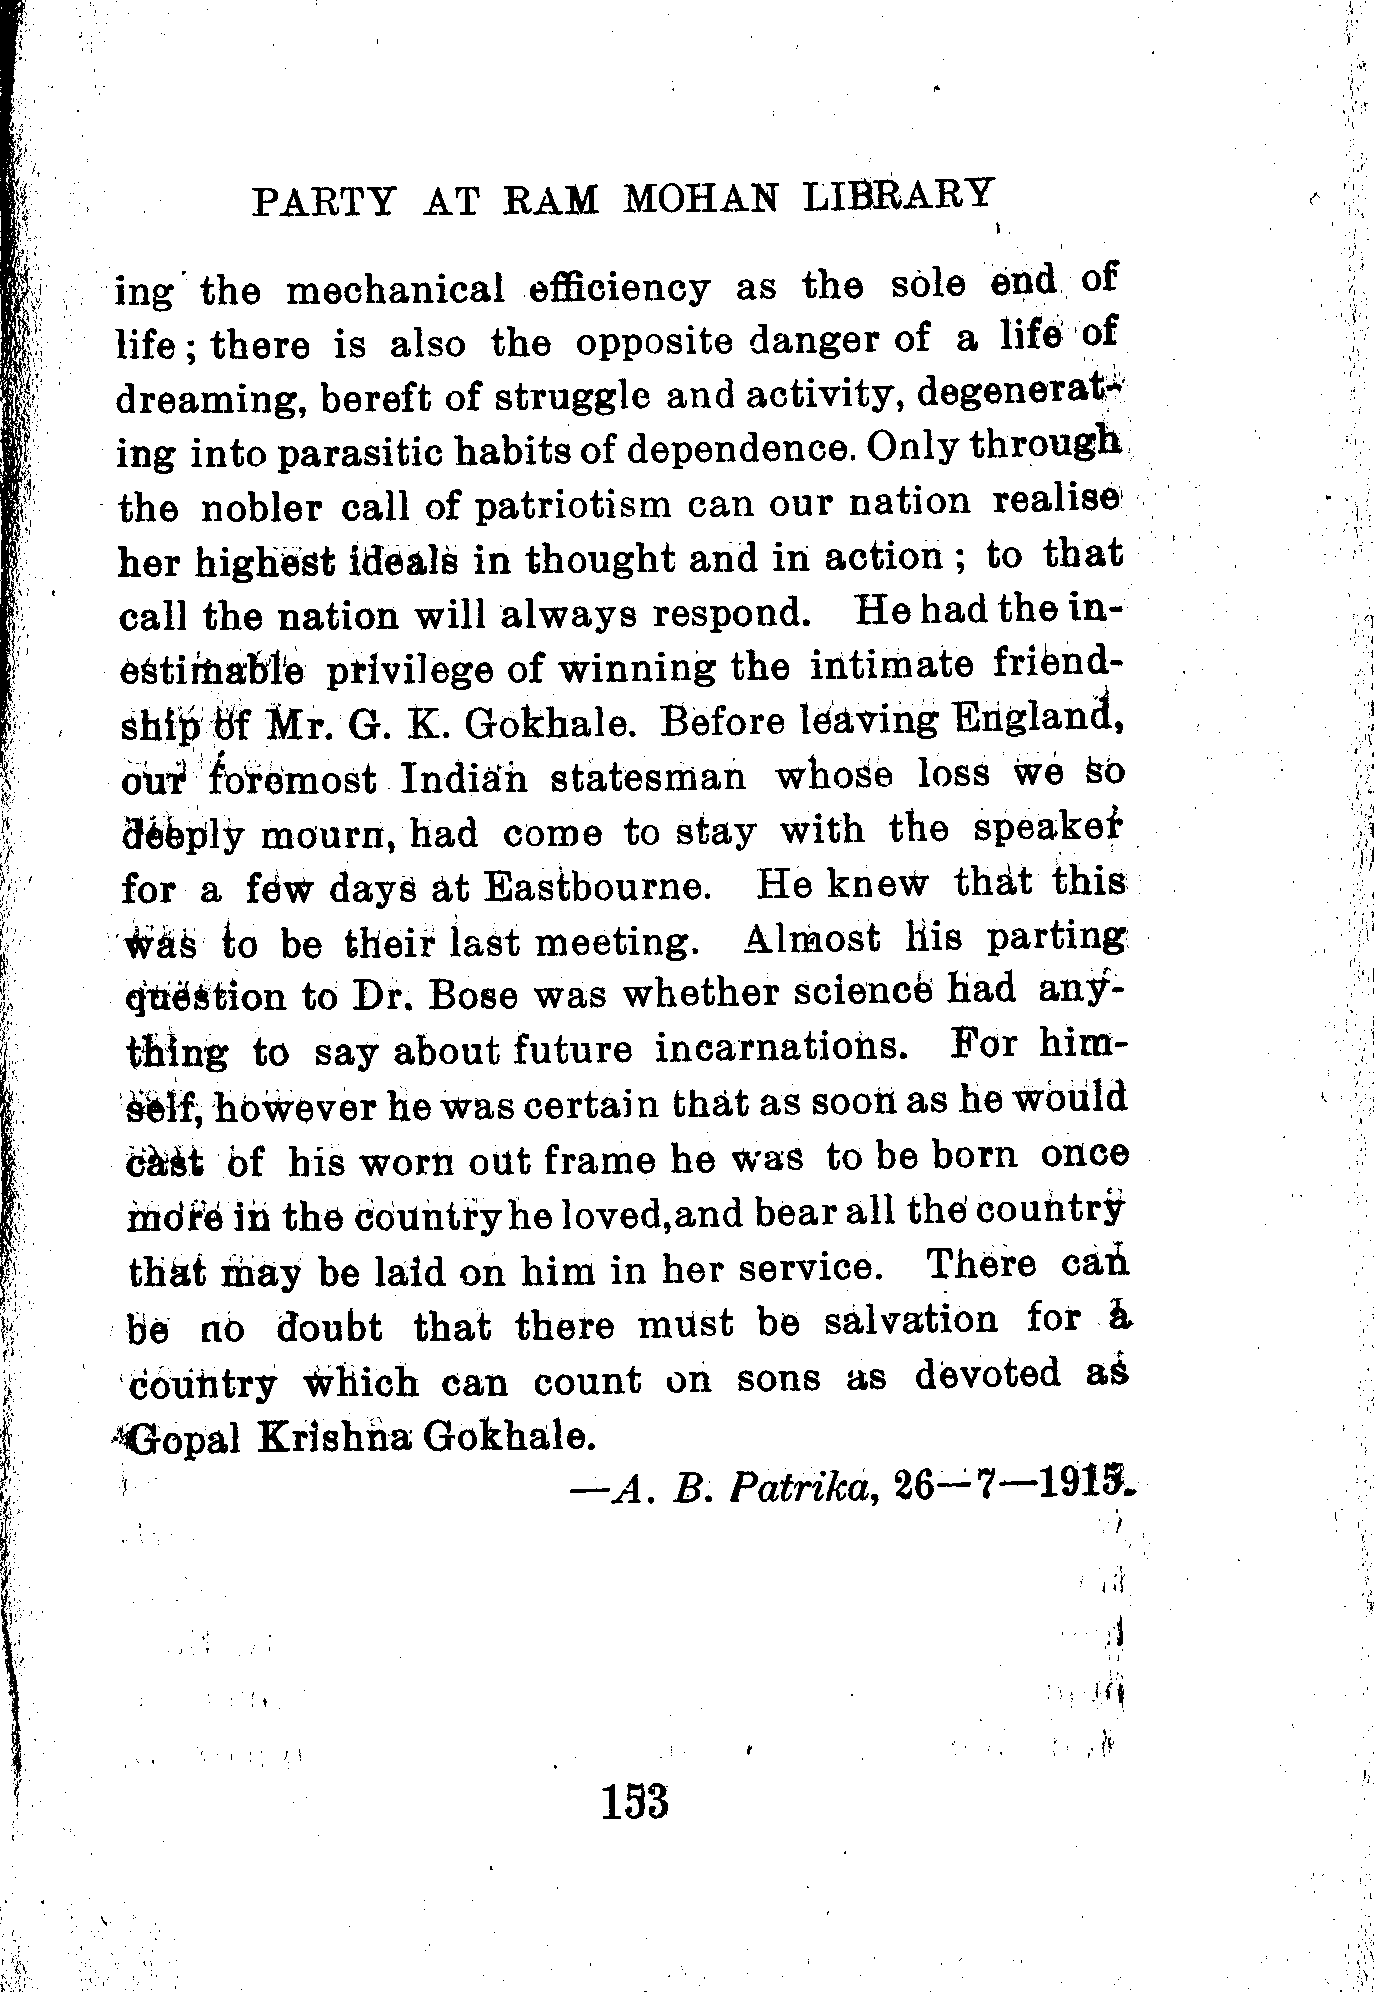 PARTY AT RAM MOHAN LIBRARY
ing the mechanical efficiency as the sole end of
life; there is also the opposite danger of a life of
dreaming, bereft of struggle and activity, degenerat-
ing into parasitic habits of dependence. Only through
the nobler call of patriotism can our nation realise
her highest ideals in thought and in action; to that
call the nation will always respond. He had the in-
estimable privilege of winning the intimate friend-
ship of Mr. G. K. Gokhale. Before leaving England,
our foremost Indian statesman whose loss we so
deeply mourn, had come to stay with the speaker
for a few days at Eastbourne. He knew that this
was to be their last meeting. Almost his parting
question to Dr. Bose was whether science had any-
thing to say about future incarnations. For him-
self, however he was certain that as soon as he would
cast of his worn out frame he was to be born once
more in the country he loved,and bear all the country
that may be laid on him in her service. There can
be no doubt that there must be salvation for a
country which can count on sons as devoted as
Gopal Krishna Gokhale.
—A. B. Patrika, 26—7—1915.
153